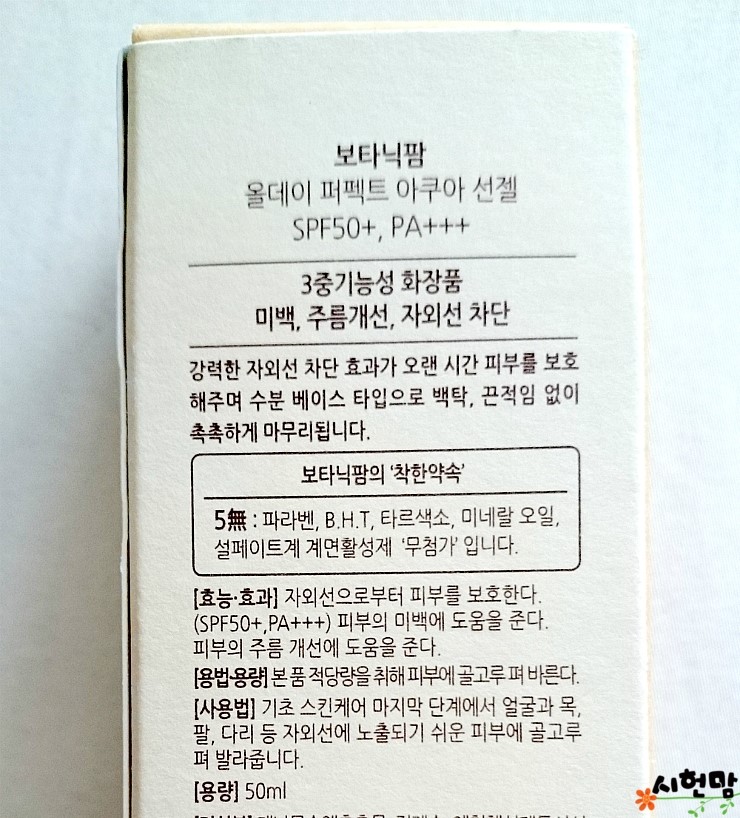 보타닉팜
올데이 퍼펙트 아쿠아 선젤
SPF50+, PA+++
3중기능성 화장품
미백, 주름개선, 자외선 차단
강력한 자외선 차단 효과가 오랜 시간 피부를 보호
해주며 수분 베이스 타입으로 백탁, 끈적임 없이
촉촉하게 마무리됩니다.
보타닉팜의 '착한약속'
5無 : 파라벤, B.H.T, 타르색소, 미네랄 오일,
설페이트계 계면활성제 '무첨가' 입니다.
[효능·효과] 자외선으로부터 피부를 보호한다.
(SPF50+,PA+++) 피부의 미백에 도움을 준다.
피부의 주름 개선에 도움을 준다.
[용법·용량] 본 품 적당량을 취해 피부에 골고루 펴 바른다.
[사용법] 기초 스킨케어 마지막 단계에서 얼굴과 목,
팔, 다리 등 자외선에 노출되기 쉬운 피부에 골고루
펴 발라줍니다.
[용량] 50ml
시헌맘